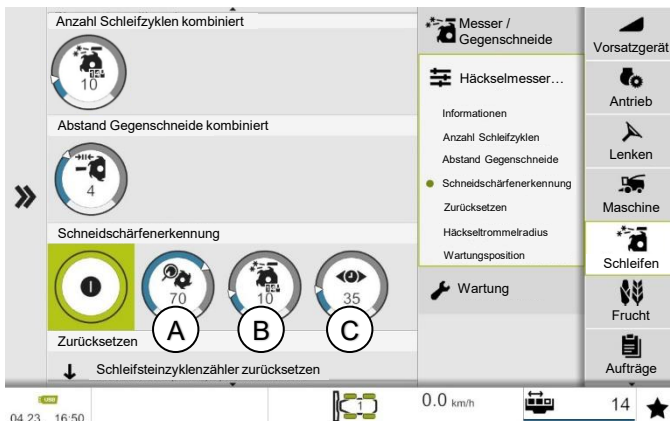 Anzahl Schleifzyklen kombiniert
10
Abstand Gegenschneide kombiniert
4
Schneidschärfenerkennung
70
10
35
A
B
C
Zurücksetzen
Schleifsteinzyklenzähler zurücksetzen
Messer /
Gegenschneide
Häckselmesser…
Informationen
Anzahl Schleifzyklen
Abstand Gegenschneide
Schneidschärfenerkennung
Zurücksetzen
Häckseltrommelradius
Wartungsposition
Wartung
Vorsatzgerät
Antrieb
Lenken
Maschine
Schleifen
Frucht
Aufträge
04.23 16:50
1
0.0 km/h
14